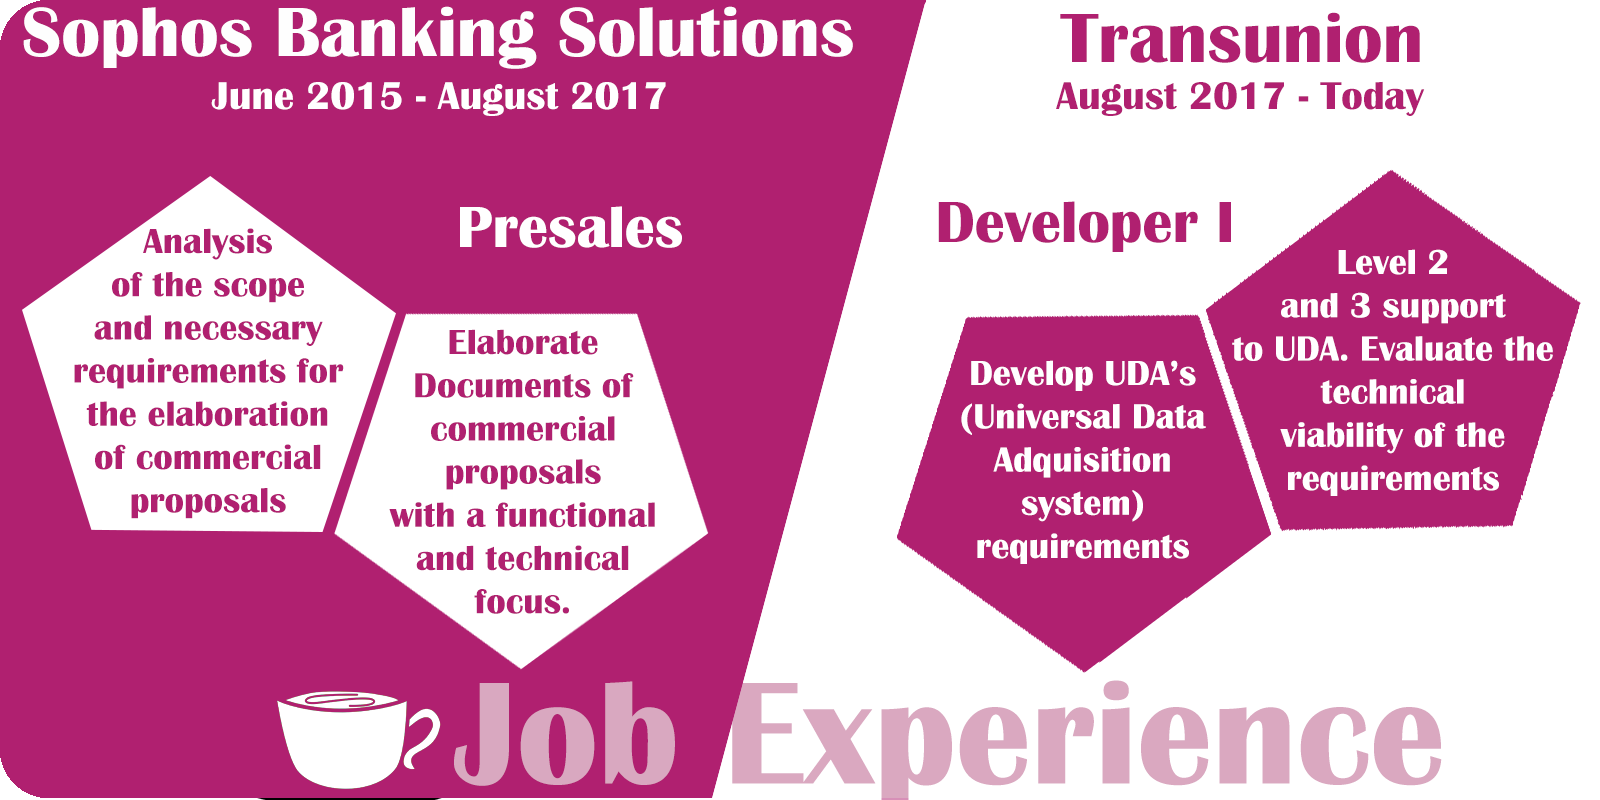 Sophos Banking Solutions
June 2015 - August 2017
Presales
Analysis
of the scope
and necessary
requirements for
the elaboration
of commercial
proposals
Elaborate
Documents of
commercial
proposals
with a functional
and technical
focus.
Transunion
August 2017 - Today
Developer I
Develop UDA’s
(Universal Data
Adquisition
system)
requirements
Level 2
and 3 support
to UDA. Evaluate the
technical
viability of the
requirements
Job Experience